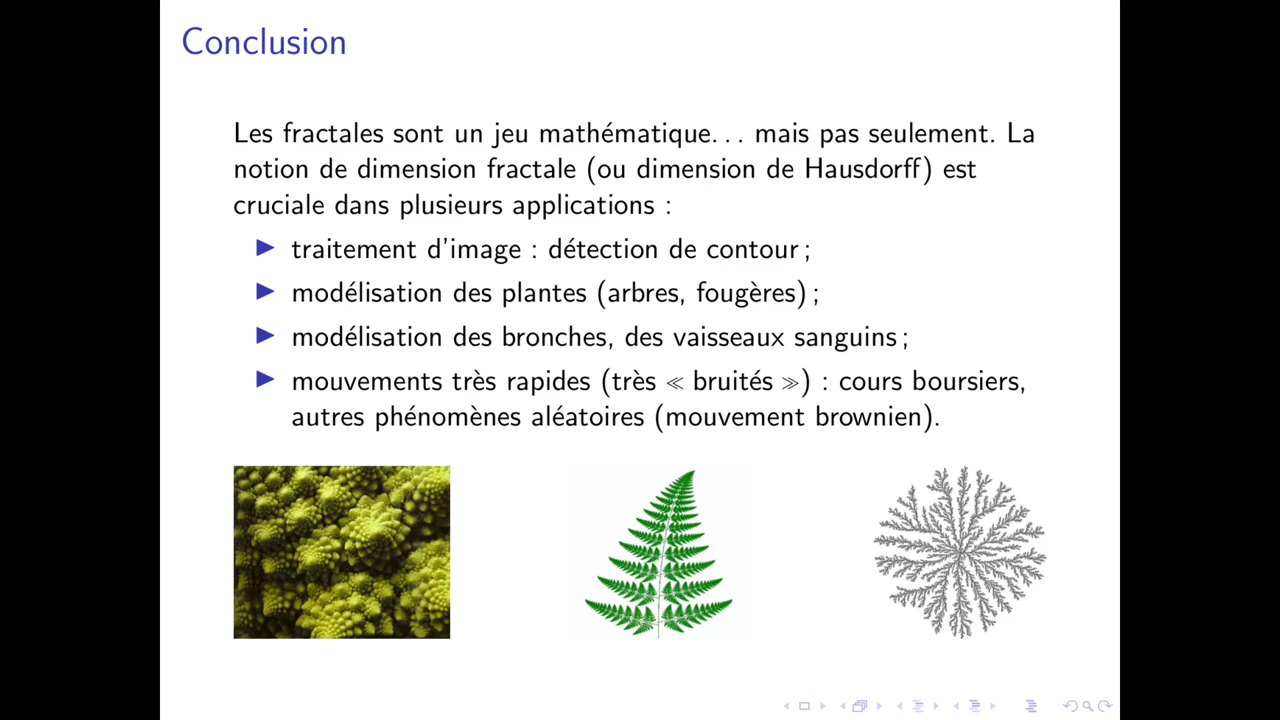 Conclusion
Les fractales sont un jeu mathématique... mais pas seulement. La
notion de dimension fractale (ou dimension de Hausdorff) est
cruciale dans plusieurs applications :
traitement d'image : détection de contour ;
modélisation des plantes (arbres, fougères) ;
modélisation des bronches, des vaisseaux sanguins ;
mouvements très rapides (très ≪ bruités ≫) : cours boursiers,
autres phénomènes aléatoires (mouvement brownien).